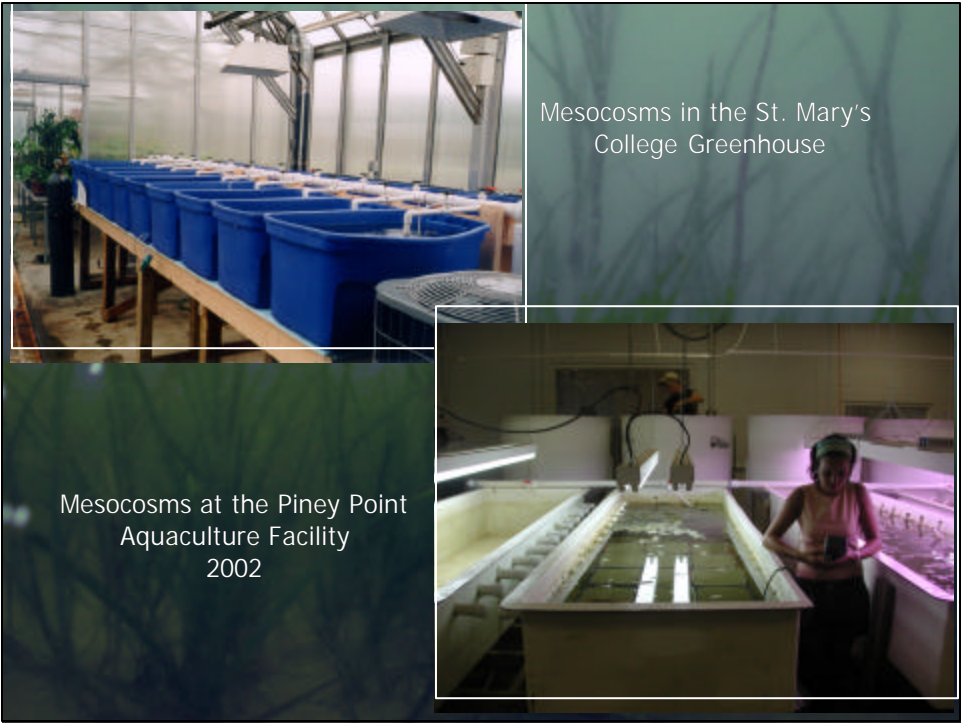 Mesocosms in the St. Mary's
College Greenhouse
Mesocosms at the Piney Point
Aquaculture Facility
2002